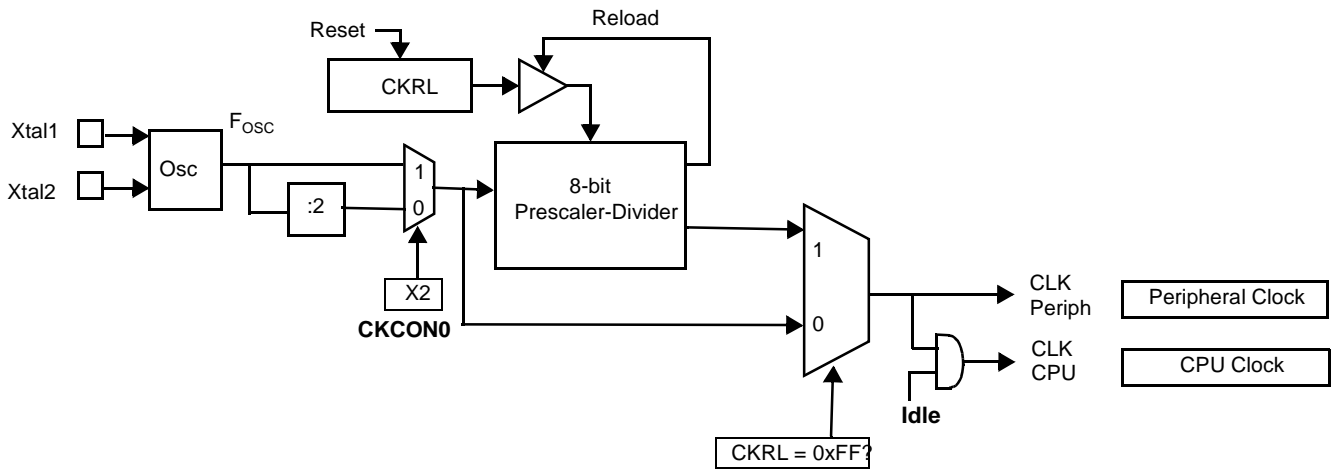 Reload
Reset
CKRL
Xtal1
FOSC
Osc
Xtal2
:2
1
0
8-bit
Prescaler-Divider
X2
CKCON0
1
0
CLK
Periph
Peripheral Clock
CLK
CPU
CPU Clock
Idle
CKRL = 0xFF?